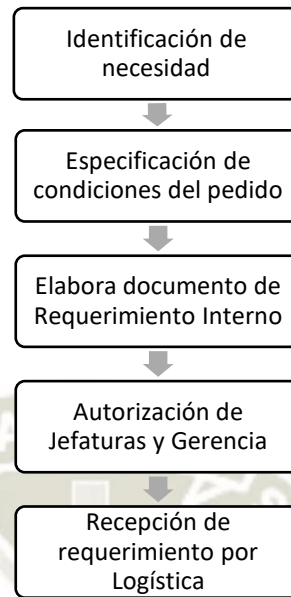 Identificación de
necesidad
Especificación de
condiciones del pedido
Elabora documento de
Requerimiento Interno
Autorización de
Jefaturas y Gerencia
Recepción de
requerimiento por
Logística